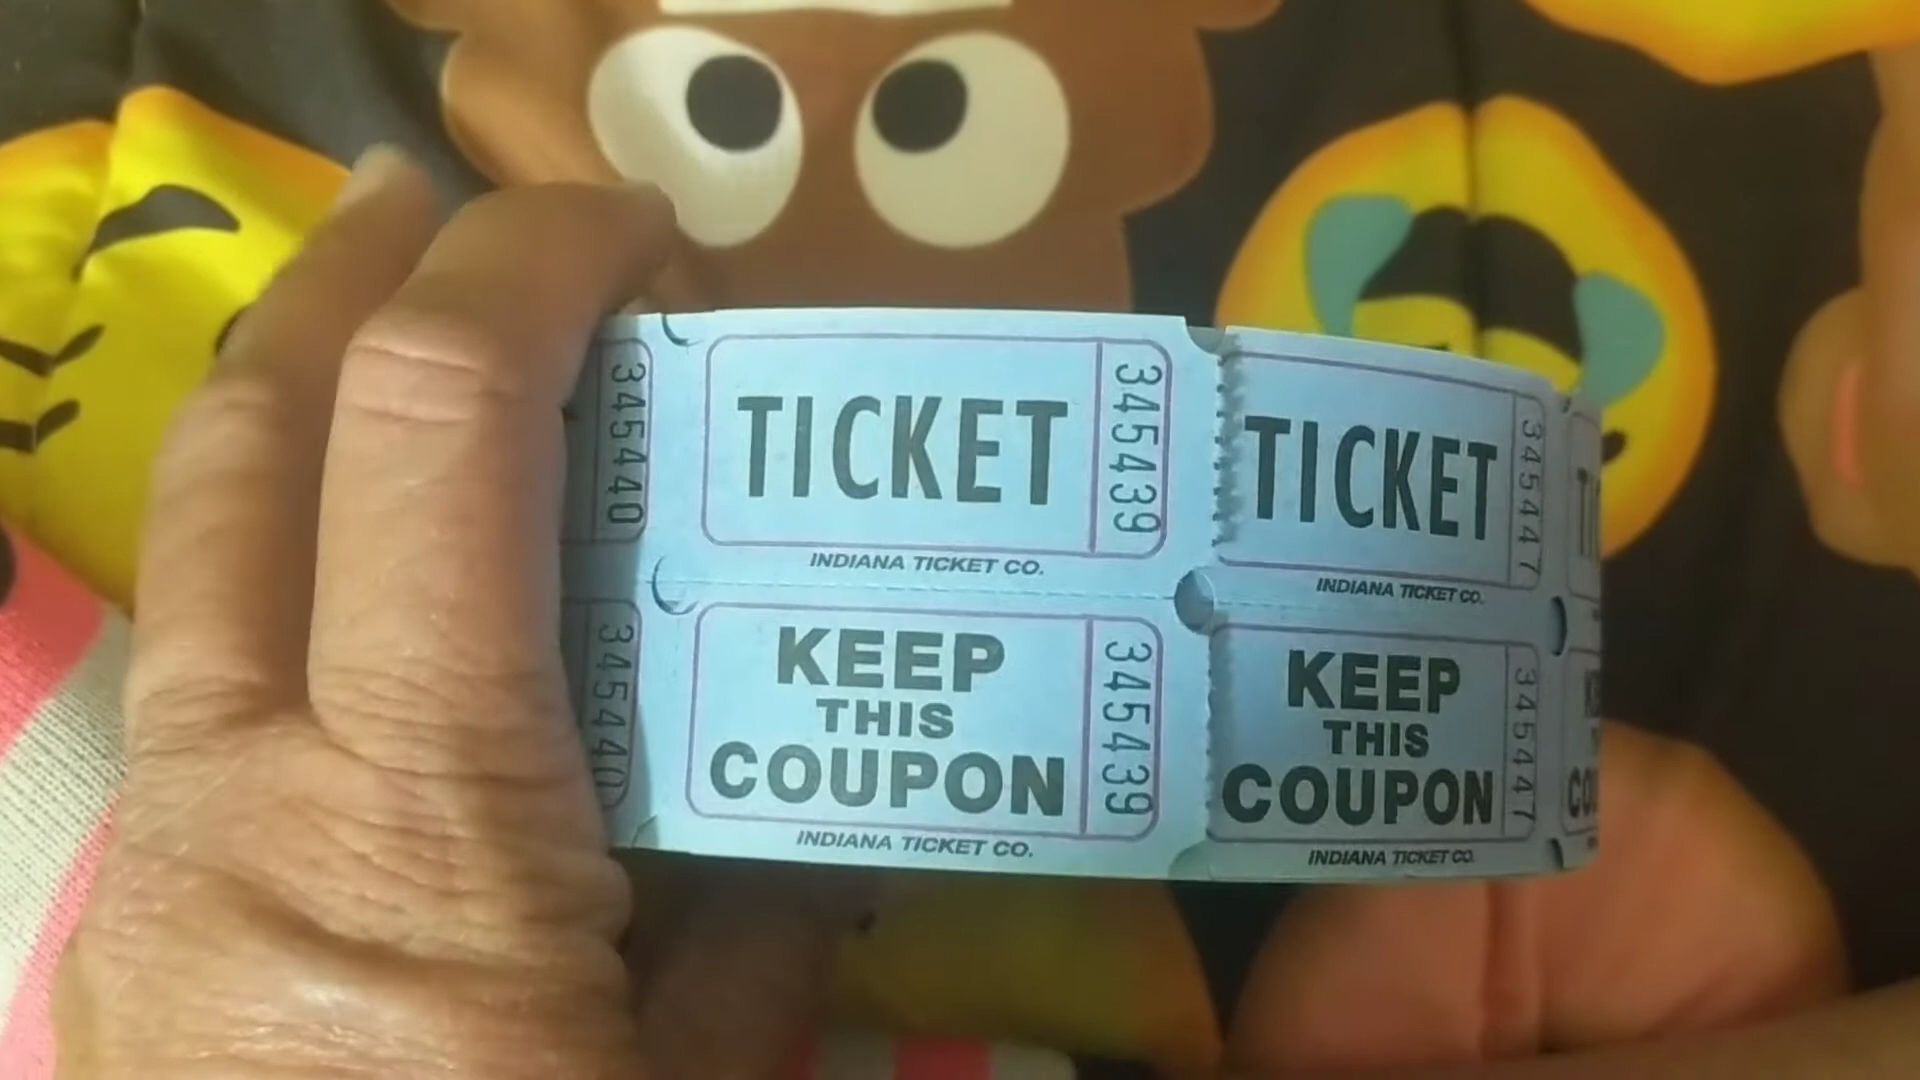 345440
TICKET 345439
INDIANA TICKET CO.
345440
KEEP
THIS
COUPON
345439
INDIANA TICKET CO.
TICKET 345447
INDIANA TICKET CO.
KEEP
THIS
COUPON
345447
INDIANA TICKET CO.